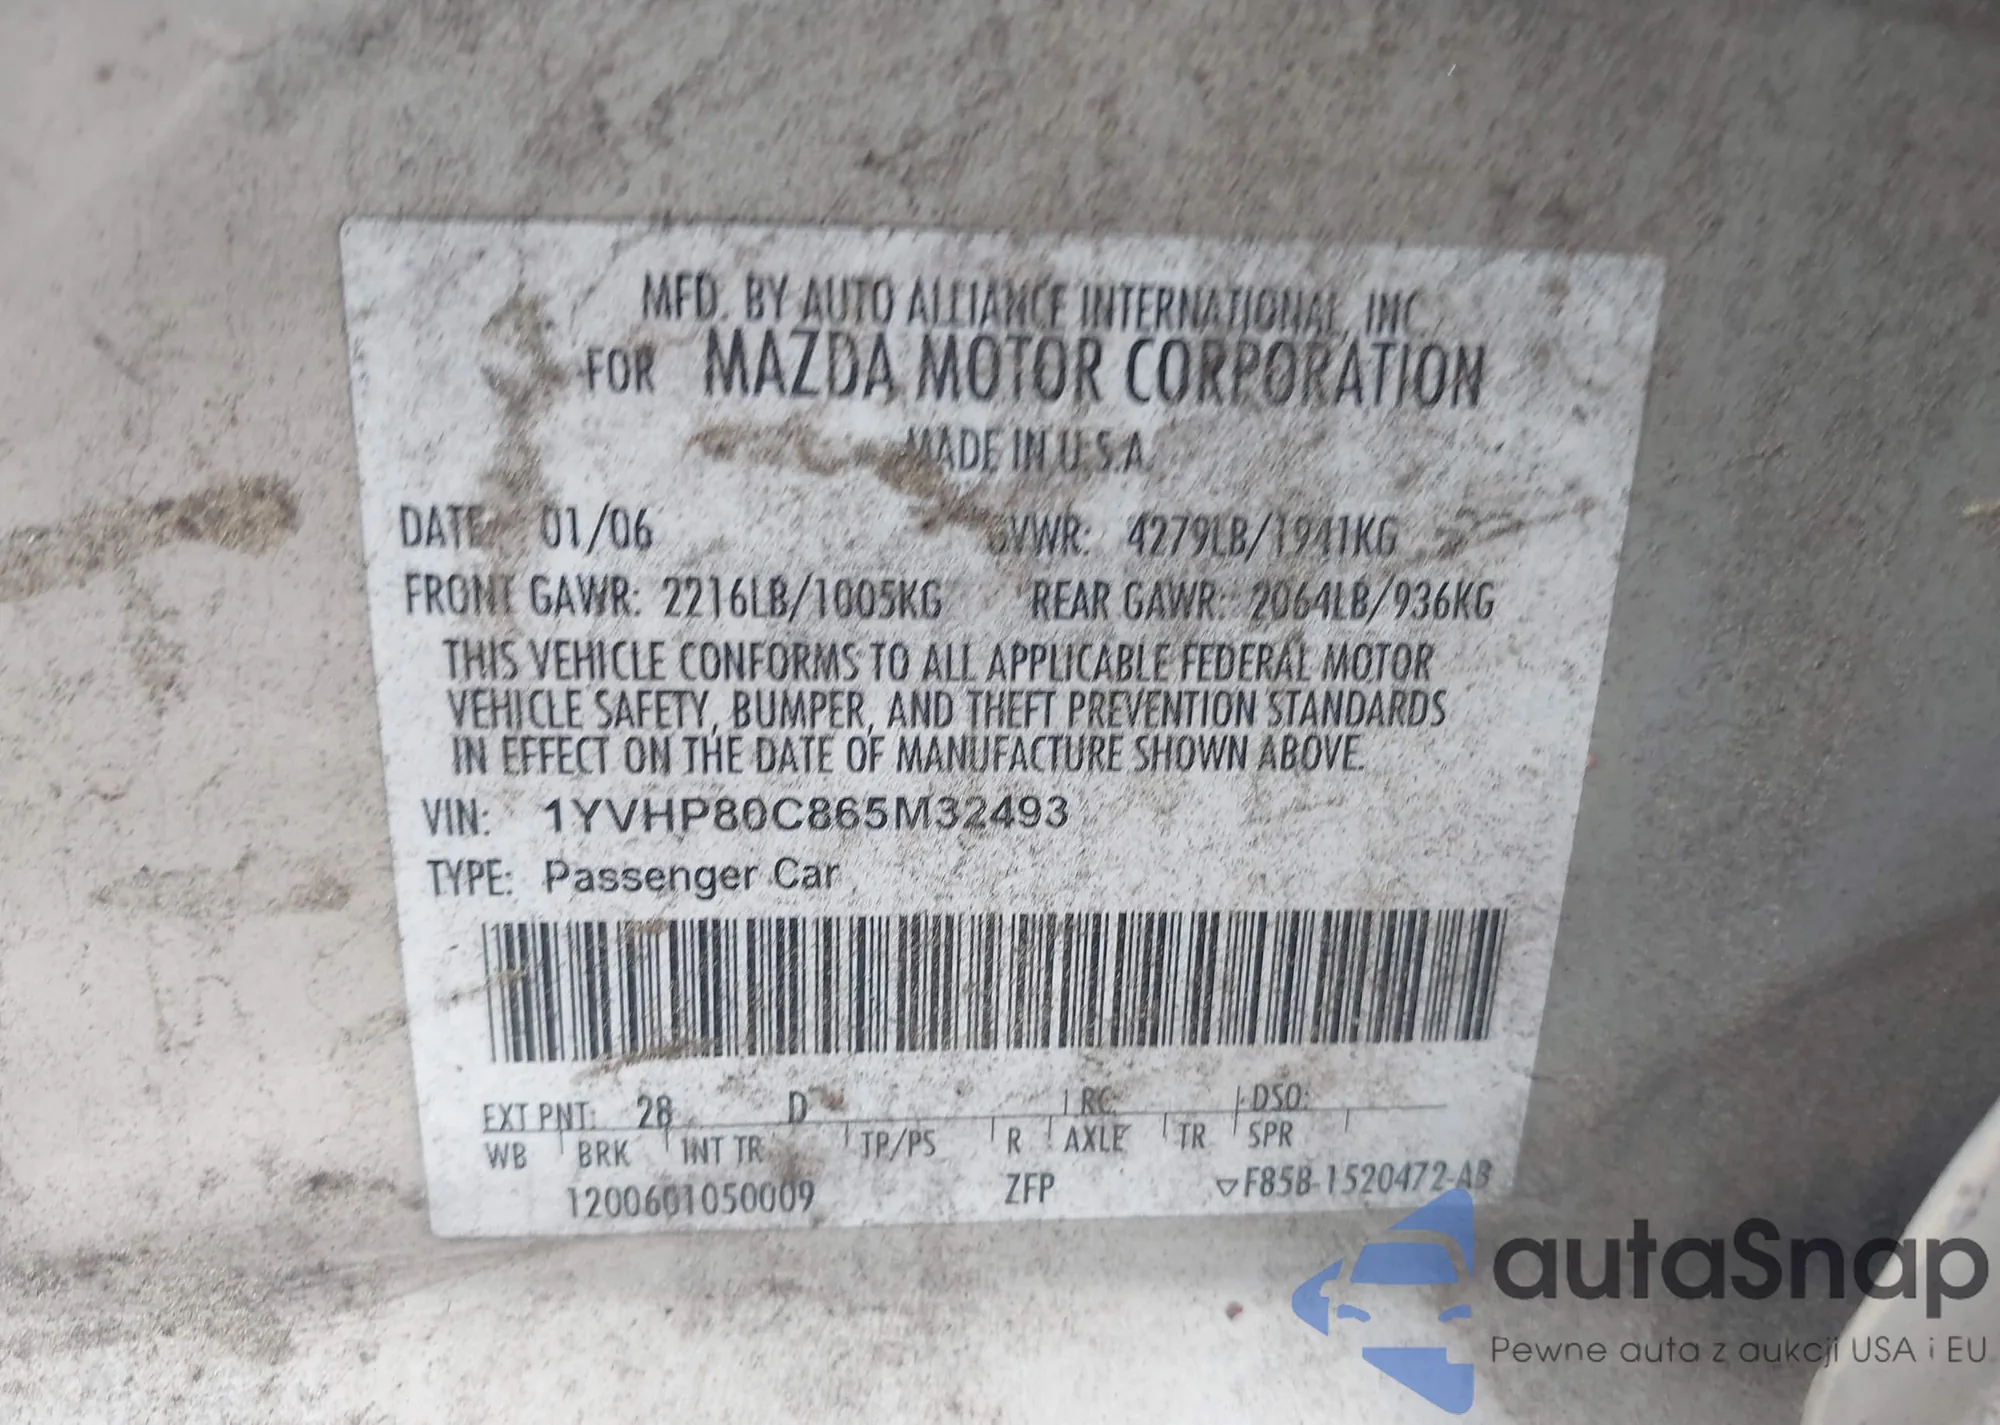 MFD. BY AUTO ALLIANCE INTERNATIONAL, INC.
FOR MAZDA MOTOR CORPORATION
MADE IN U.S.A.
DATE: 01/06 GVWR: 4279LB/1941KG
FRONT GAWR: 2216LB/1005KG REAR GAWR: 2064LB/936KG
THIS VEHICLE CONFORMS TO ALL APPLICABLE FEDERAL MOTOR
VEHICLE SAFETY, BUMPER, AND THEFT PREVENTION STANDARDS
IN EFFECT ON THE DATE OF MANUFACTURE SHOWN ABOVE.
VIN: 1YVHP80C865M32493
TYPE: Passenger Car
EXT PNT: 28 D RC: DSO:
WB BRK INT TR TP/PS R AXLE TR SPR
1200601050009 ZFP ▽F85B-1520472-AB
autaSnap
Pewne auta z aukcji USA i EU